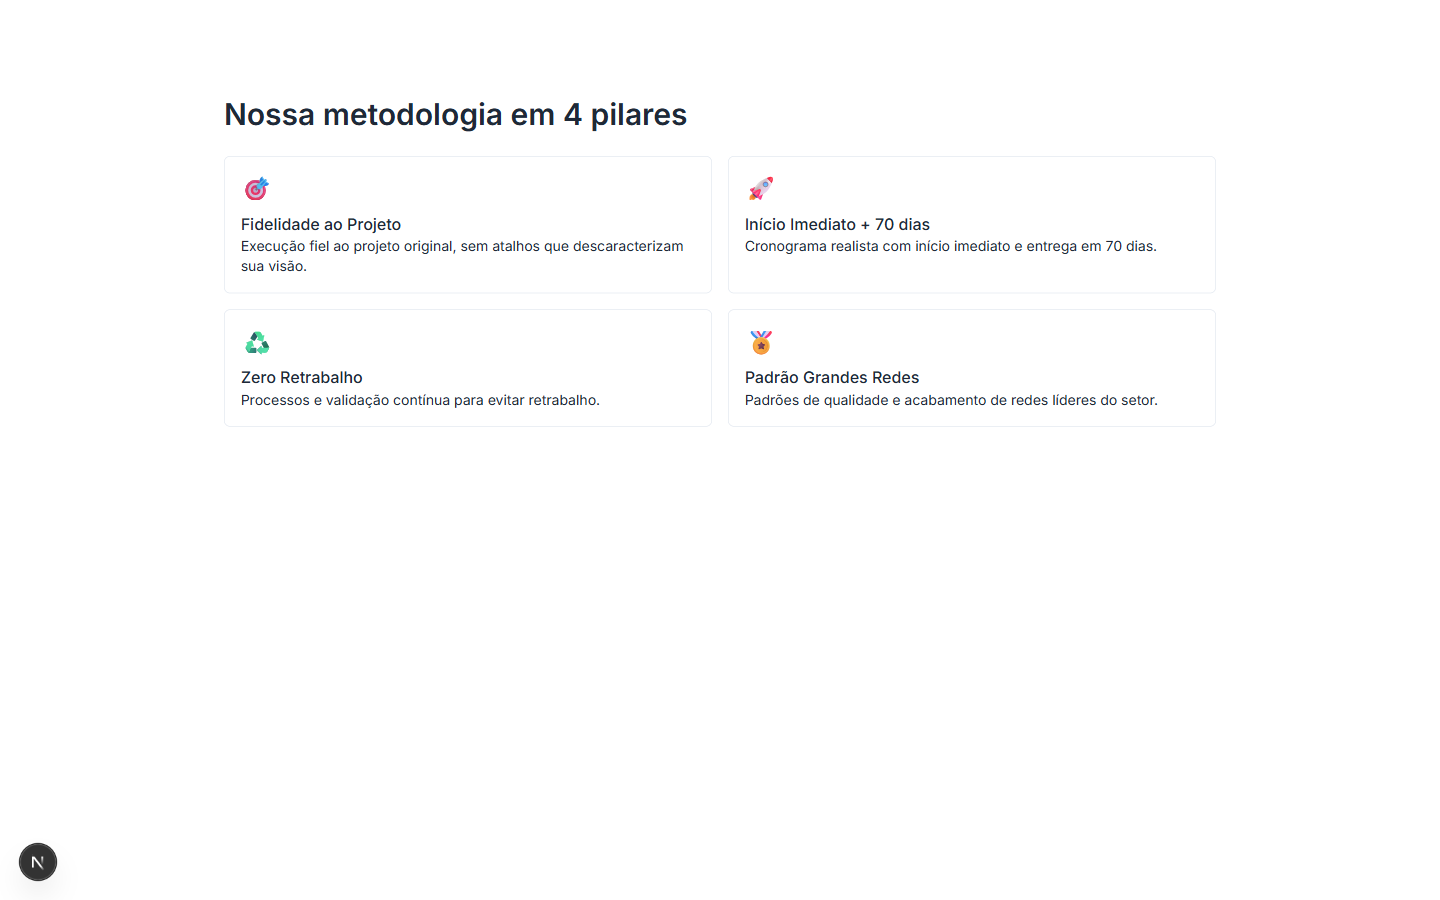 Nossa metodologia em 4 pilares
Fidelidade ao Projeto
Execução fiel ao projeto original, sem atalhos que descaracterizam
sua visão.
Início Imediato + 70 dias
Cronograma realista com início imediato e entrega em 70 dias.
Zero Retrabalho
Processos e validação contínua para evitar retrabalho.
Padrão Grandes Redes
Padrões de qualidade e acabamento de redes líderes do setor.
N